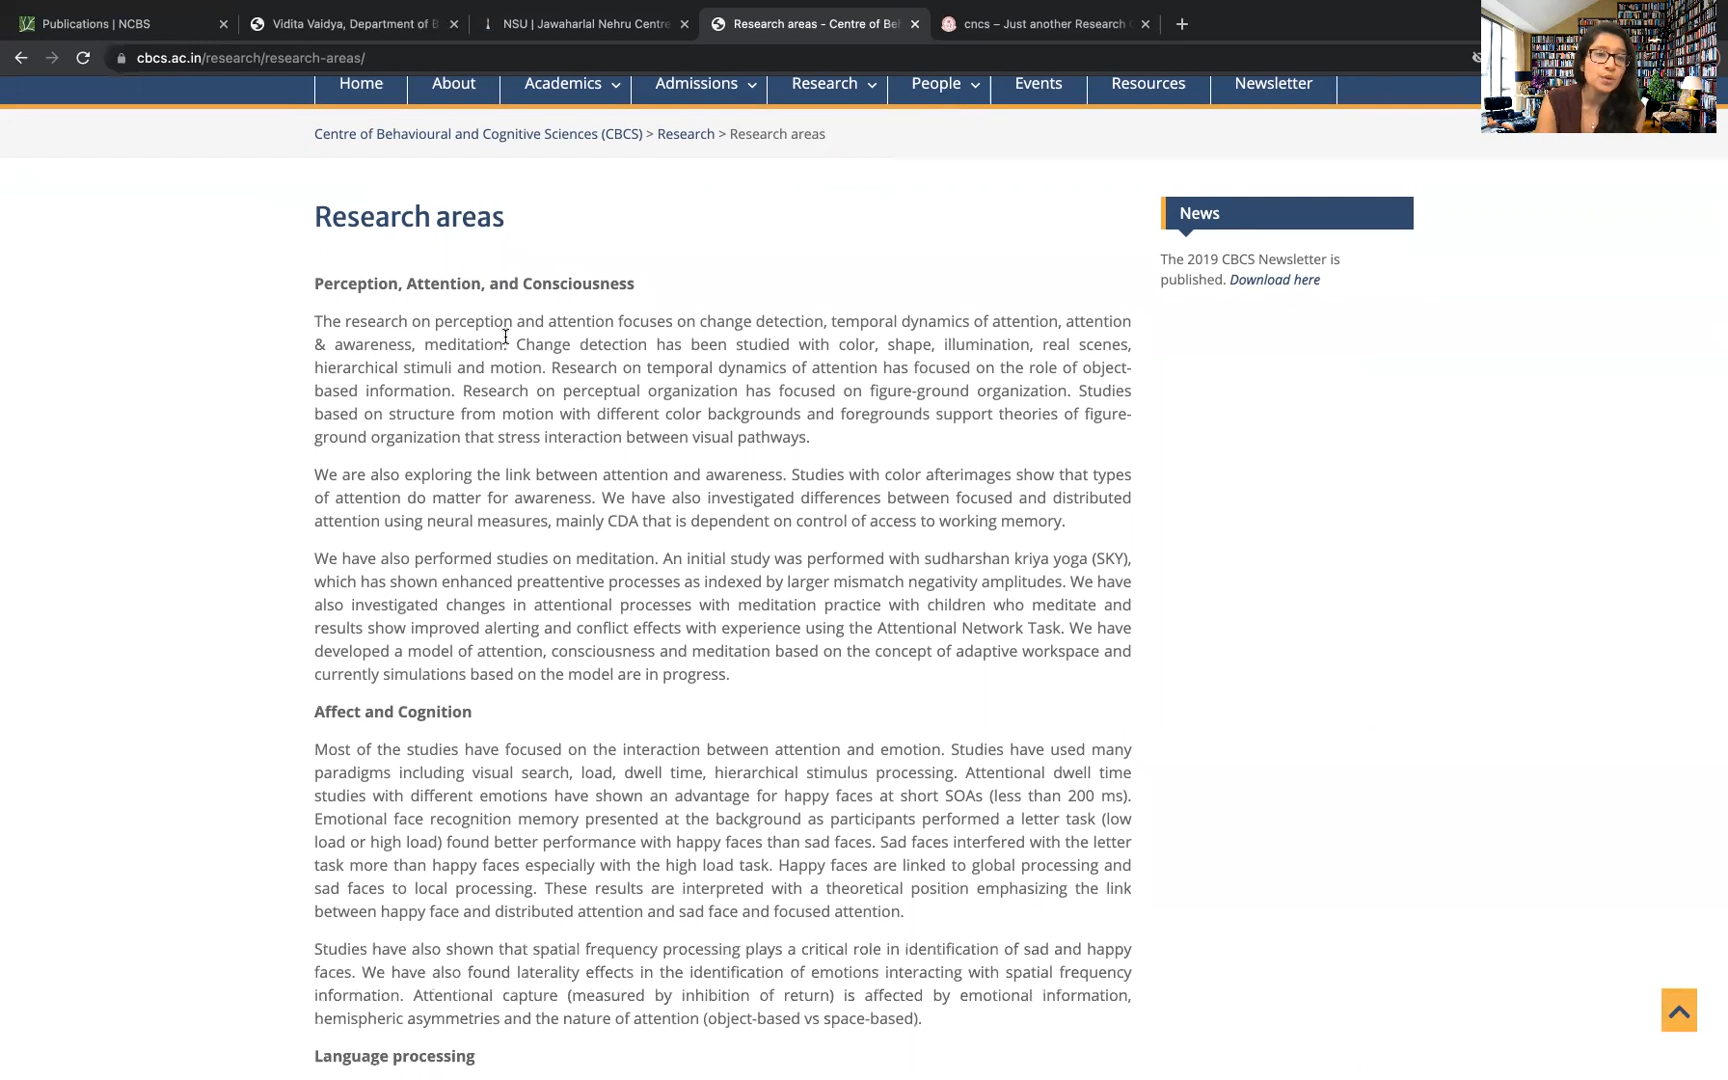 Publications | NCBS
Vidita Vaidya, Department of B
NSU | Jawaharlal Nehru Centre
Research areas - Centre of Beh
cncs – Just another Research
cbcs.ac.in/research/research-areas/
Home About Academics Admissions Research People Events Resources Newsletter
Centre of Behavioural and Cognitive Sciences (CBCS) > Research > Research areas
Research areas
Perception, Attention, and Consciousness
The research on perception and attention focuses on change detection, temporal dynamics of attention, attention
& awareness, meditation. Change detection has been studied with color, shape, illumination, real scenes,
hierarchical stimuli and motion. Research on temporal dynamics of attention has focused on the role of object-
based information. Research on perceptual organization has focused on figure-ground organization. Studies
based on structure from motion with different color backgrounds and foregrounds support theories of figure-
ground organization that stress interaction between visual pathways.
We are also exploring the link between attention and awareness. Studies with color afterimages show that types
of attention do matter for awareness. We have also investigated differences between focused and distributed
attention using neural measures, mainly CDA that is dependent on control of access to working memory.
We have also performed studies on meditation. An initial study was performed with sudharshan kriya yoga (SKY),
which has shown enhanced preattentive processes as indexed by larger mismatch negativity amplitudes. We have
also investigated changes in attentional processes with meditation practice with children who meditate and
results show improved alerting and conflict effects with experience using the Attentional Network Task. We have
developed a model of attention, consciousness and meditation based on the concept of adaptive workspace and
currently simulations based on the model are in progress.
Affect and Cognition
Most of the studies have focused on the interaction between attention and emotion. Studies have used many
paradigms including visual search, load, dwell time, hierarchical stimulus processing. Attentional dwell time
studies with different emotions have shown an advantage for happy faces at short SOAs (less than 200 ms).
Emotional face recognition memory presented at the background as participants performed a letter task (low
load or high load) found better performance with happy faces than sad faces. Sad faces interfered with the letter
task more than happy faces especially with the high load task. Happy faces are linked to global processing and
sad faces to local processing. These results are interpreted with a theoretical position emphasizing the link
between happy face and distributed attention and sad face and focused attention.
Studies have also shown that spatial frequency processing plays a critical role in identification of sad and happy
faces. We have also found laterality effects in the identification of emotions interacting with spatial frequency
information. Attentional capture (measured by inhibition of return) is affected by emotional information,
hemispheric asymmetries and the nature of attention (object-based vs space-based).
Language processing
News
The 2019 CBCS Newsletter is
published. Download here